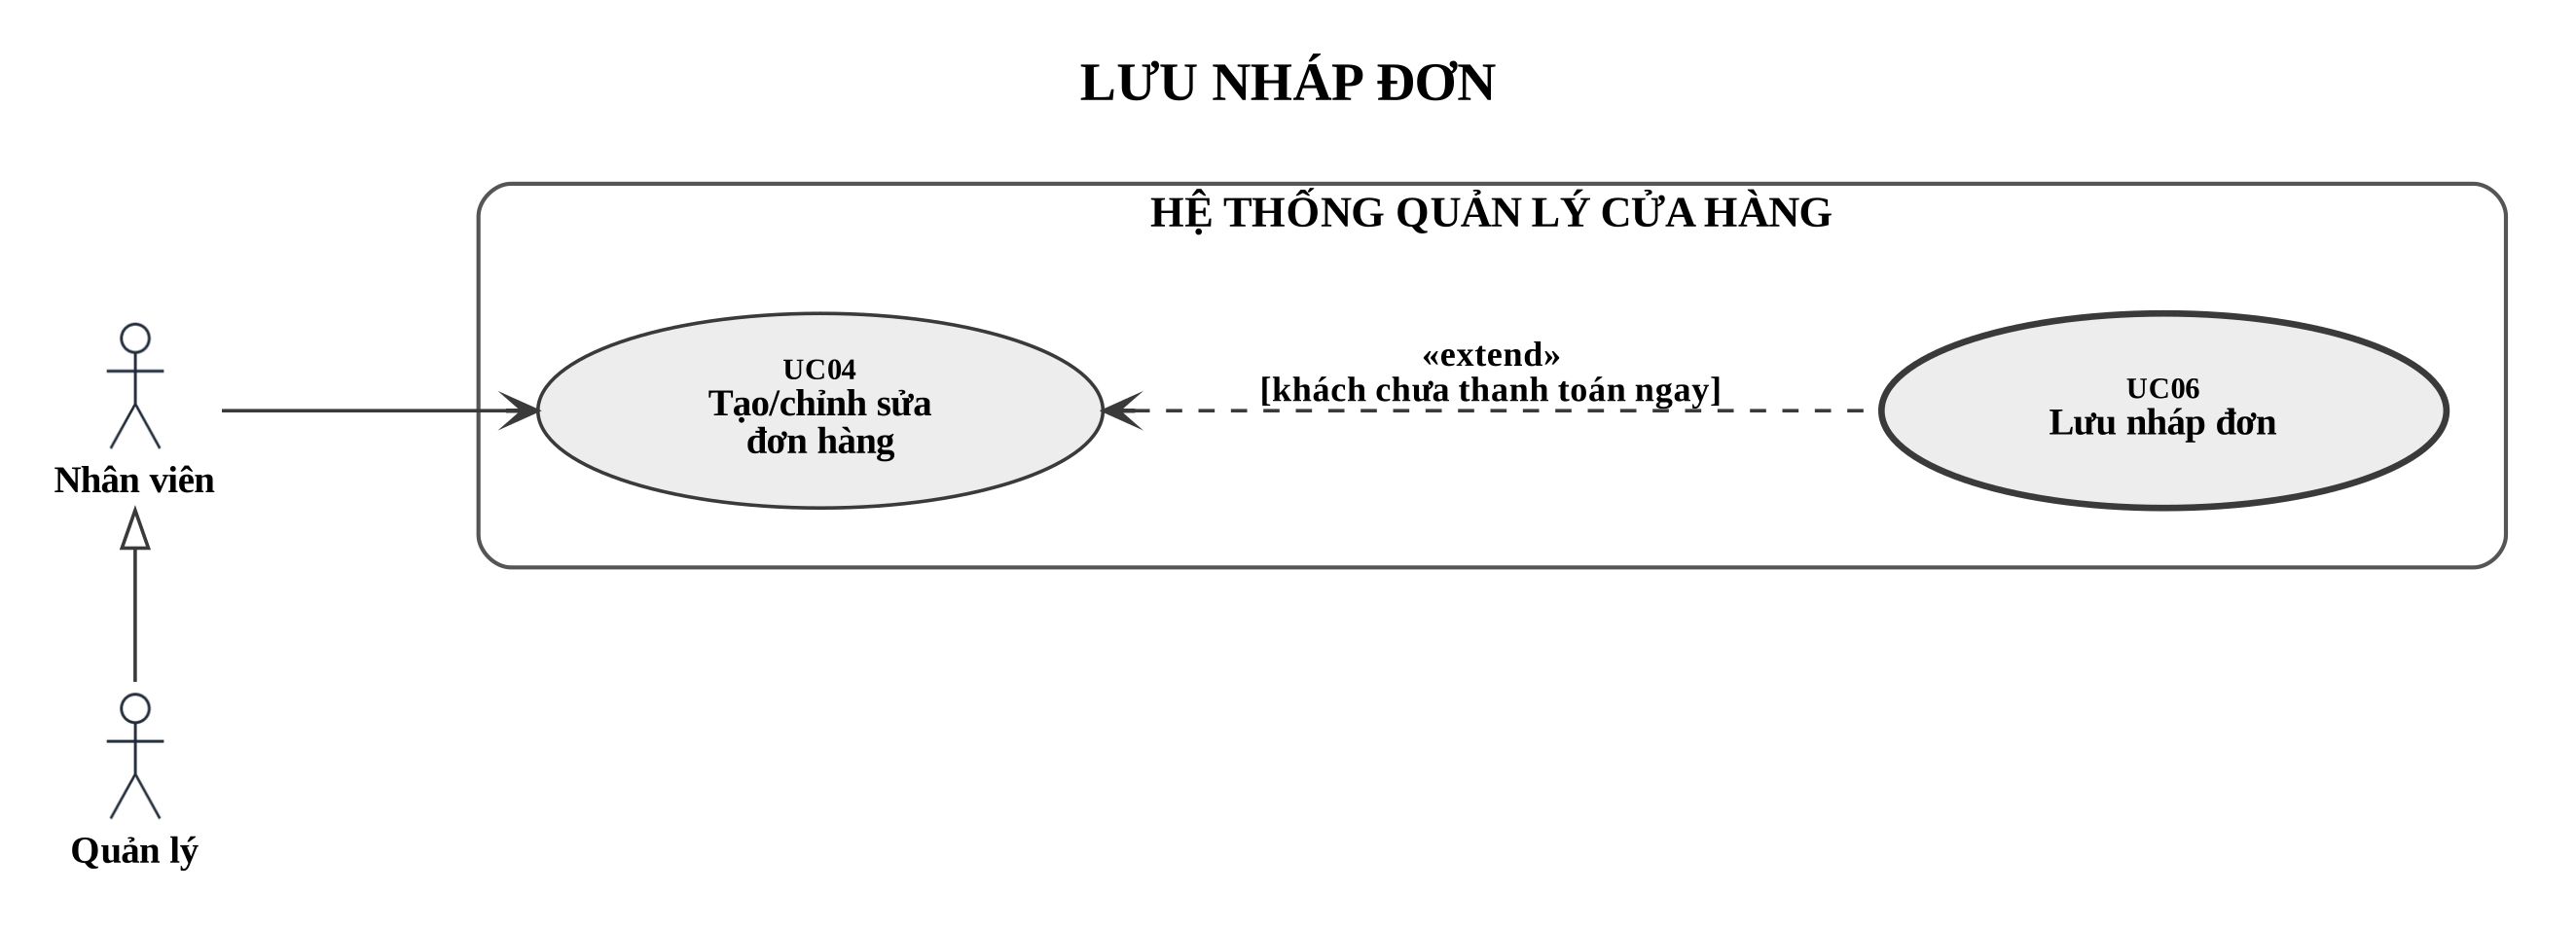 LƯU NHÁP ĐƠN
HỆ THỐNG QUẢN LÝ CỬA HÀNG
UC04
Tạo/chỉnh sửa
đơn hàng
«extend»
[khách chưa thanh toán ngay]
UC06
Lưu nháp đơn
Nhân viên
Quản lý